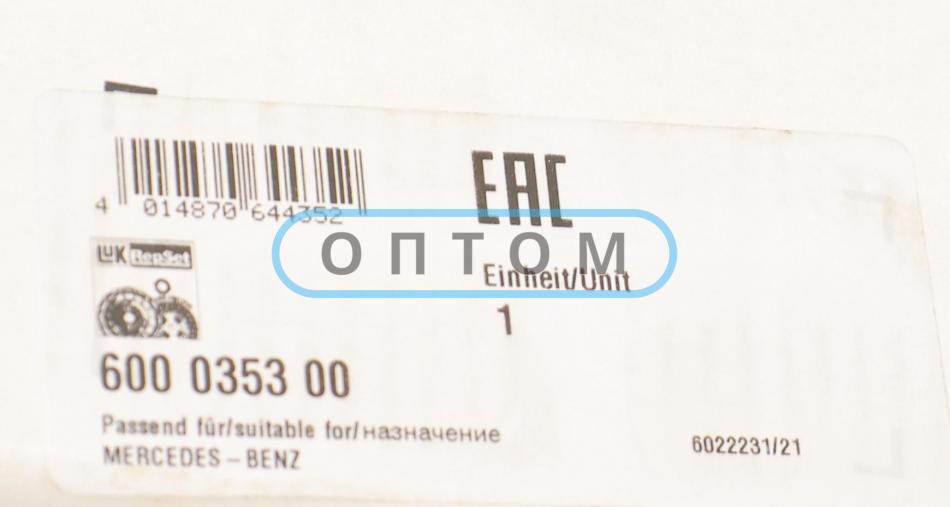 EAC
4 014870 644352
ОПТОМ
LuK RepSet
Einheit/Unit
1
600 0353 00
Passend für/suitable for/назначение
6022231/21
MERCEDES – BENZ